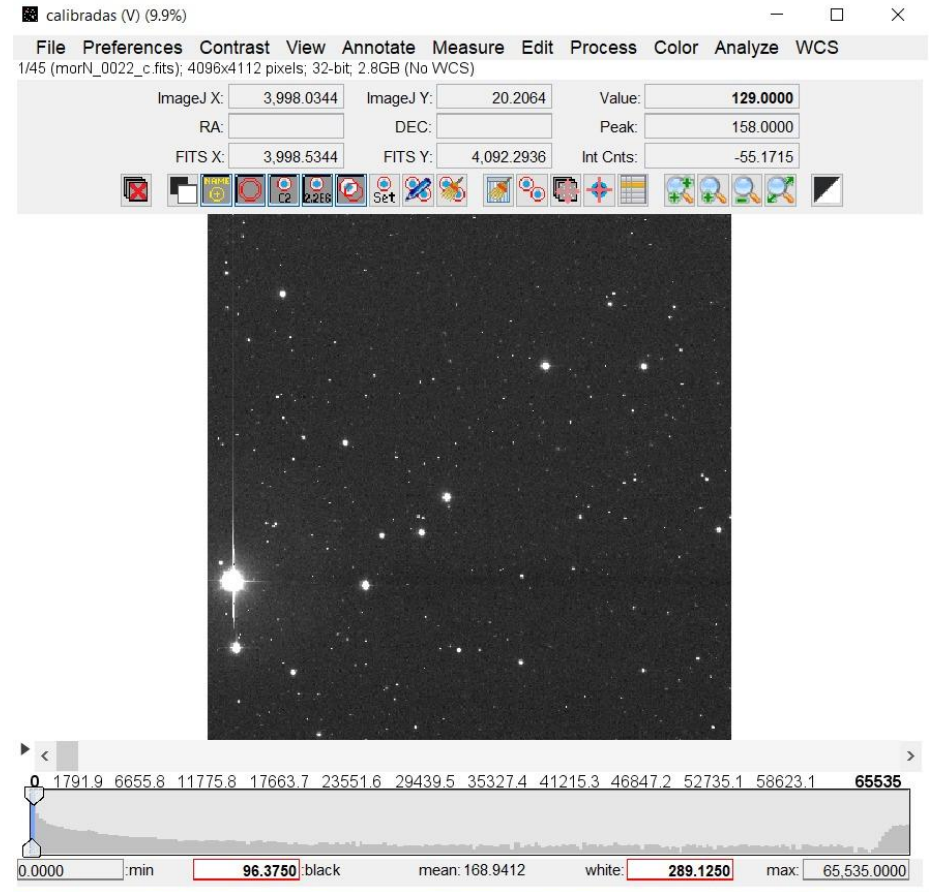 calibradas (V) (9.9%)
File Preferences Contrast View Annotate Measure Edit Process Color Analyze WCS
1/45 (morN_0022_c.fits); 4096x4112 pixels; 32-bit; 2.8GB (No WCS)
ImageJ X: 3,998.0344 ImageJ Y: 20.2064 Value: 129.0000
RA: DEC: Peak: 158.0000
FITS X: 3,998.5344 FITS Y: 4,092.2936 Int Cnts: -55.1715
NAME C2 2.2E6 Set
0 1791.9 6655.8 11775.8 17663.7 23551.6 29439.5 35327.4 41215.3 46847.2 52735.1 58623.1 65535
0.0000 :min 96.3750 :black mean: 168.9412 white: 289.1250 max: 65,535.0000